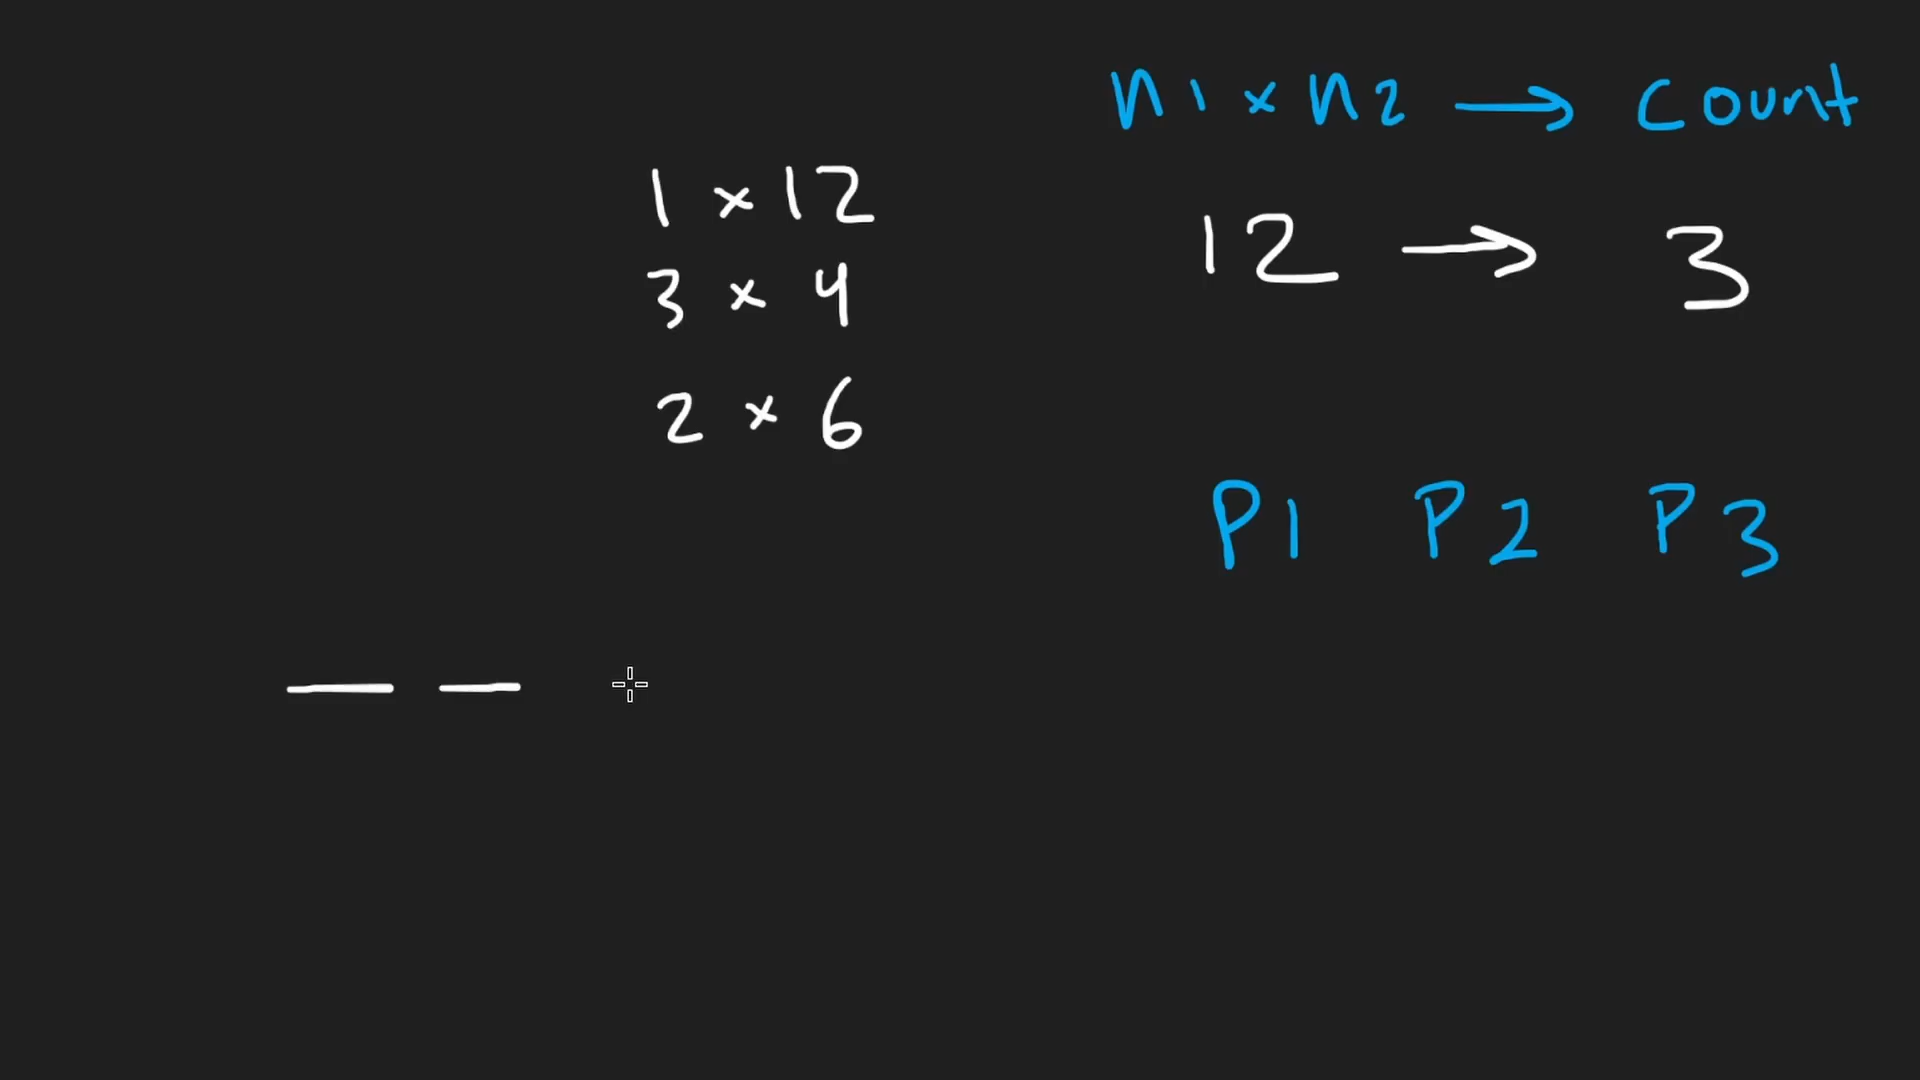 n1 × n2 → Count
1 × 12
12 → 3
3 × 4
2 × 6
P1 P2 P3